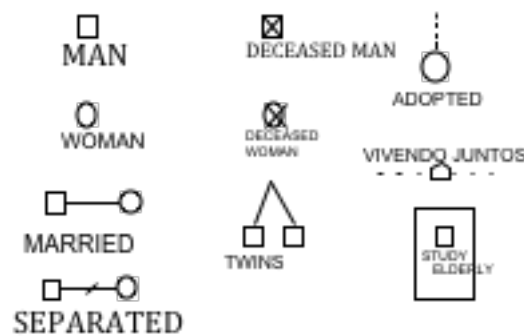 MAN
DECEASED MAN
ADOPTED
WOMAN
DECEASED
WOMAN
VIVENDO JUNTOS
MARRIED
TWINS
STUDY
ELDERLY
SEPARATED